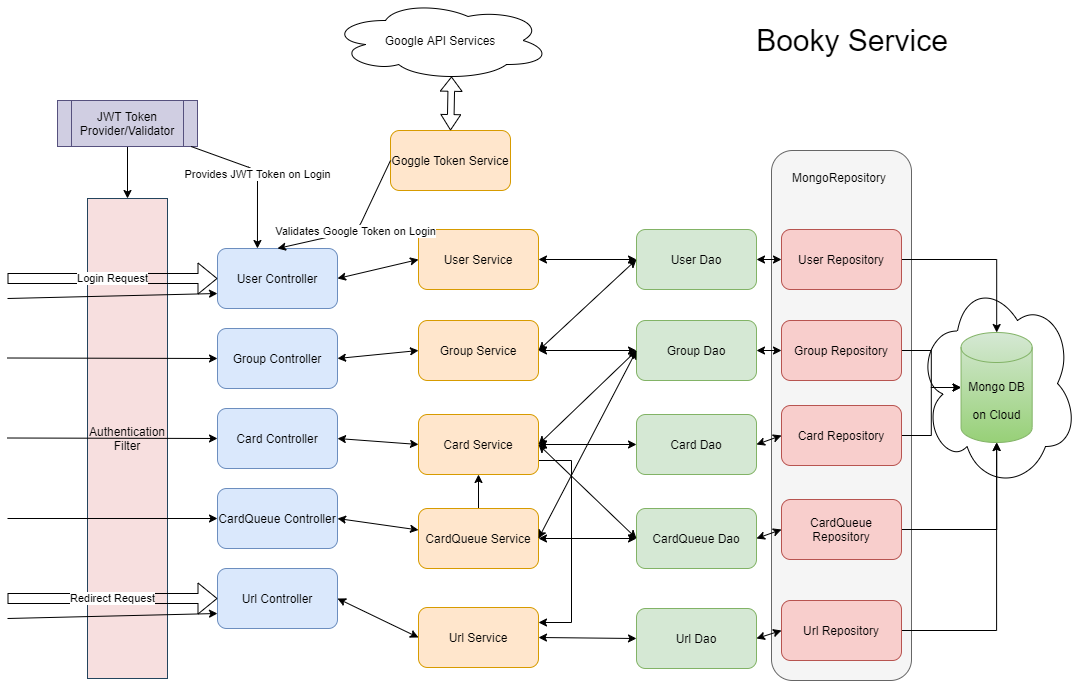 Google API Services
Booky Service
JWT Token
Provider/Validator
Goggle Token Service
Provides JWT Token on Login
MongoRepository
Validates Google Token on Login
Login Request
User Controller
User Service
User Dao
User Repository
Group Controller
Group Service
Group Dao
Group Repository
Mongo DB
on Cloud
Authentication
Filter
Card Controller
Card Service
Card Dao
Card Repository
CardQueue Controller
CardQueue Service
CardQueue Dao
CardQueue
Repository
Redirect Request
Url Controller
Url Service
Url Dao
Url Repository